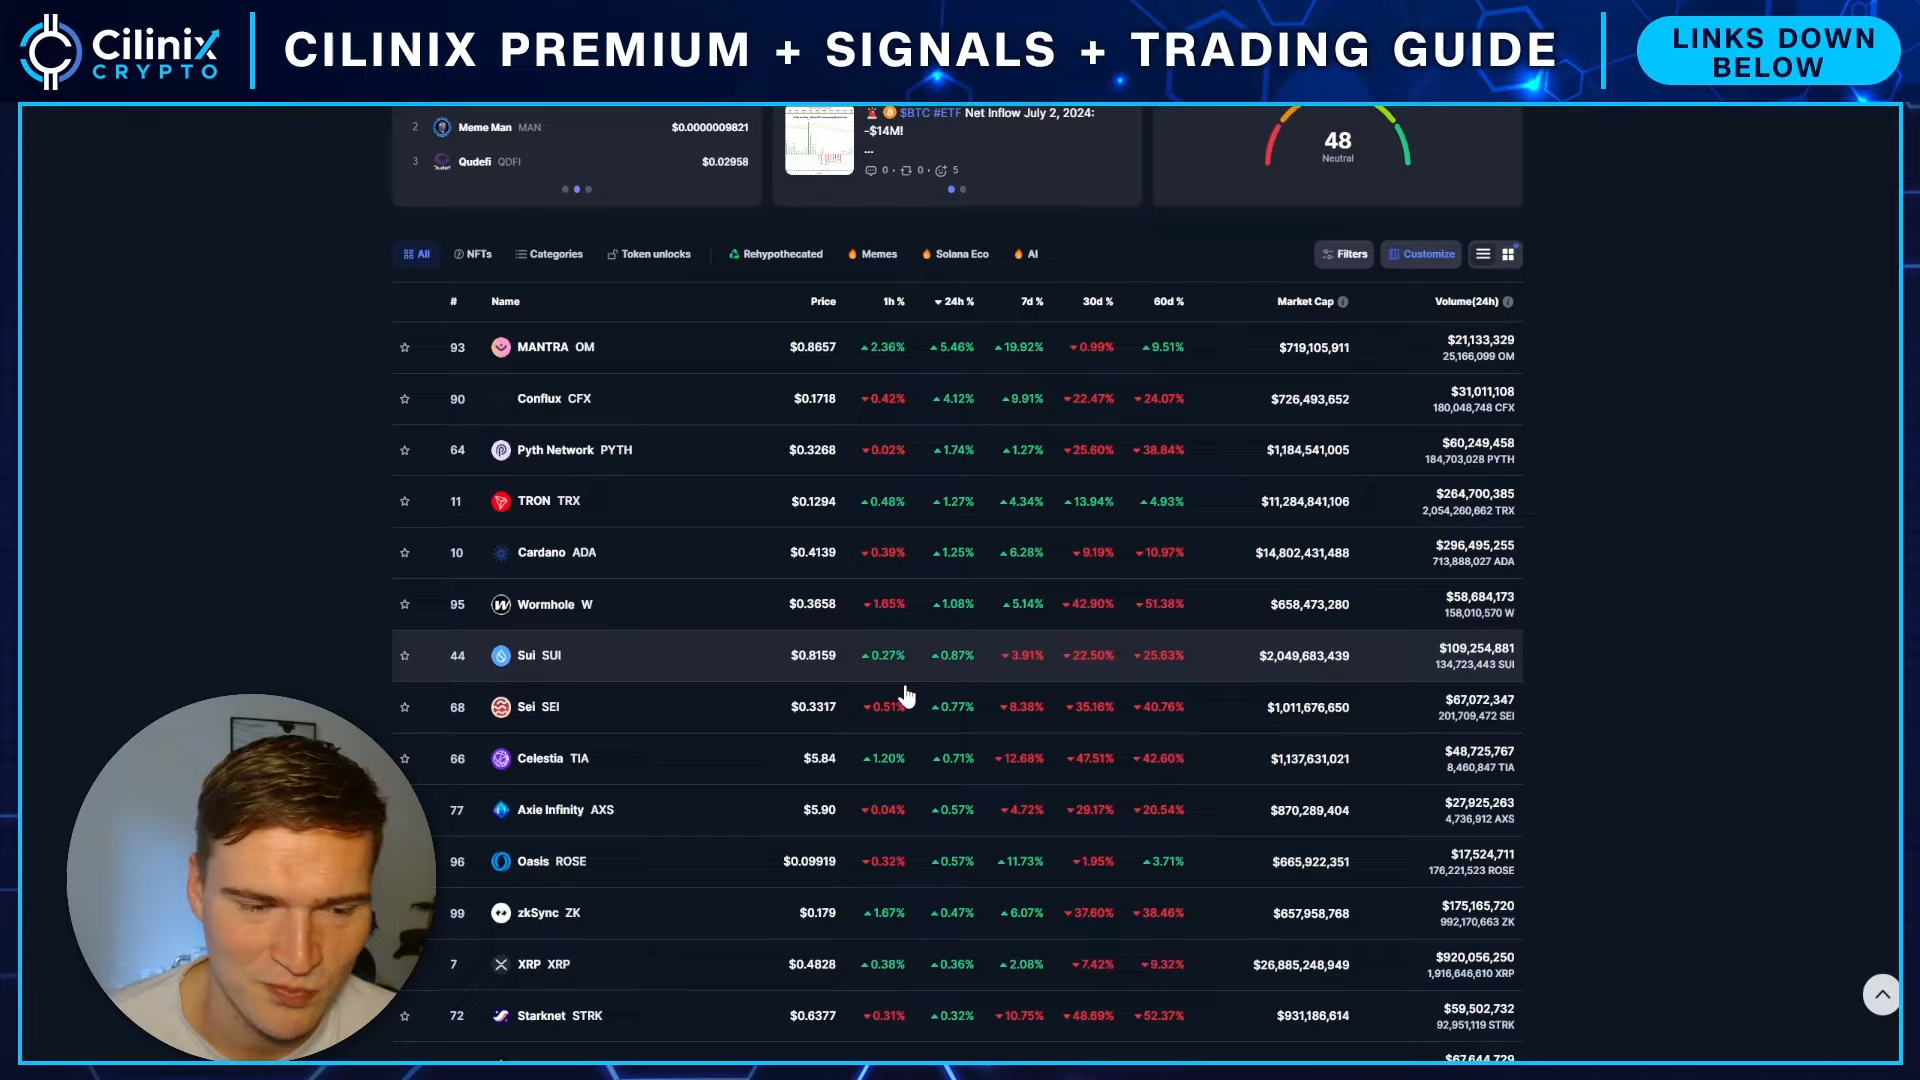 Cilinix CRYPTO
CILINIX PREMIUM + SIGNALS + TRADING GUIDE
LINKS DOWN BELOW
2 Meme Man MAN $0.0000009821
3 Qudefi QDFI $0.02958
$BTC #ETF Net Inflow July 2, 2024:
-$14M!
...
0 · 0 · 5
48
Neutral
All NFTs Categories Token unlocks Rehypothecated Memes Solana Eco AI Filters Customize
# Name Price 1h % 24h % 7d % 30d % 60d % Market Cap Volume(24h)
93 MANTRA OM $0.8657 2.36% 5.46% 19.92% 0.99% 9.51% $719,105,911 $21,133,329
25,166,099 OM
90 Conflux CFX $0.1718 0.42% 4.12% 9.91% 22.47% 24.07% $726,493,652 $31,011,108
180,048,748 CFX
64 Pyth Network PYTH $0.3268 0.02% 1.74% 1.27% 25.60% 38.84% $1,184,541,005 $60,249,458
184,703,028 PYTH
11 TRON TRX $0.1294 0.48% 1.27% 4.34% 13.94% 4.93% $11,284,841,106 $264,700,385
2,054,260,662 TRX
10 Cardano ADA $0.4139 0.39% 1.25% 6.28% 9.19% 10.97% $14,802,431,488 $296,495,255
713,888,027 ADA
95 Wormhole W $0.3658 1.65% 1.08% 5.14% 42.90% 51.38% $658,473,280 $58,684,173
158,010,570 W
44 Sui SUI $0.8159 0.27% 0.87% 3.91% 22.50% 25.63% $2,049,683,439 $109,254,881
134,723,443 SUI
68 Sei SEI $0.3317 0.51% 0.77% 8.38% 35.16% 40.76% $1,011,676,650 $67,072,347
201,709,472 SEI
66 Celestia TIA $5.84 1.20% 0.71% 12.68% 47.51% 42.60% $1,137,631,021 $48,725,767
8,460,847 TIA
77 Axie Infinity AXS $5.90 0.04% 0.57% 4.72% 29.17% 20.54% $870,289,404 $27,925,263
4,736,912 AXS
96 Oasis ROSE $0.09919 0.32% 0.57% 11.73% 1.95% 3.71% $665,922,351 $17,524,711
176,221,523 ROSE
99 zkSync ZK $0.179 1.67% 0.47% 6.07% 37.60% 38.46% $657,958,768 $175,165,720
992,170,663 ZK
7 XRP XRP $0.4828 0.38% 0.36% 2.08% 7.42% 9.32% $26,885,248,949 $920,056,250
1,916,646,610 XRP
72 Starknet STRK $0.6377 0.31% 0.32% 10.75% 48.69% 52.37% $931,186,614 $59,502,732
92,951,119 STRK
$67,644,729